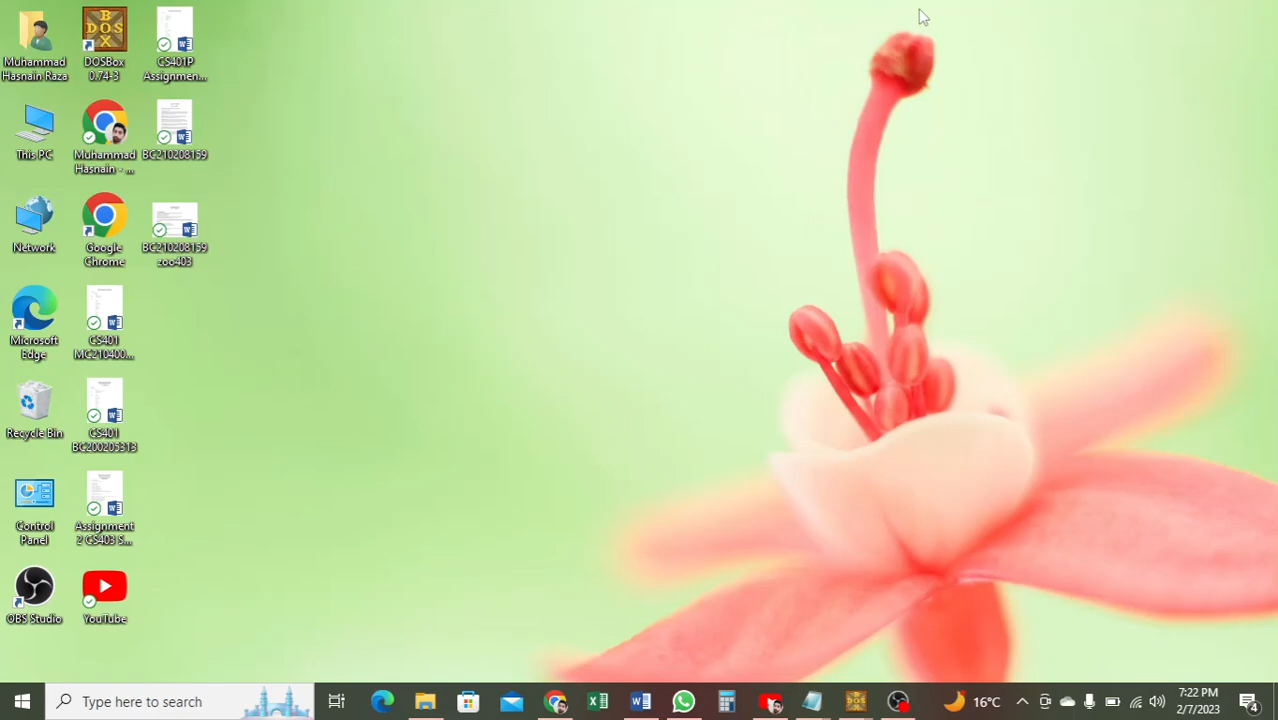 Muhammad
Hasnain Raza
DOSBox
0.74-3
CS401P
Assignmen...
This PC
Muhammad
Hasnain - ...
BC210208159
Network
Google
Chrome
BC210208159
zoo403
Microsoft
Edge
CS401
MC210400...
Recycle Bin
CS401
BC200205313
Control
Panel
Assignment
2 CS403 S...
OBS Studio
YouTube
Type here to search
16°C
7:22 PM
2/7/2023
4